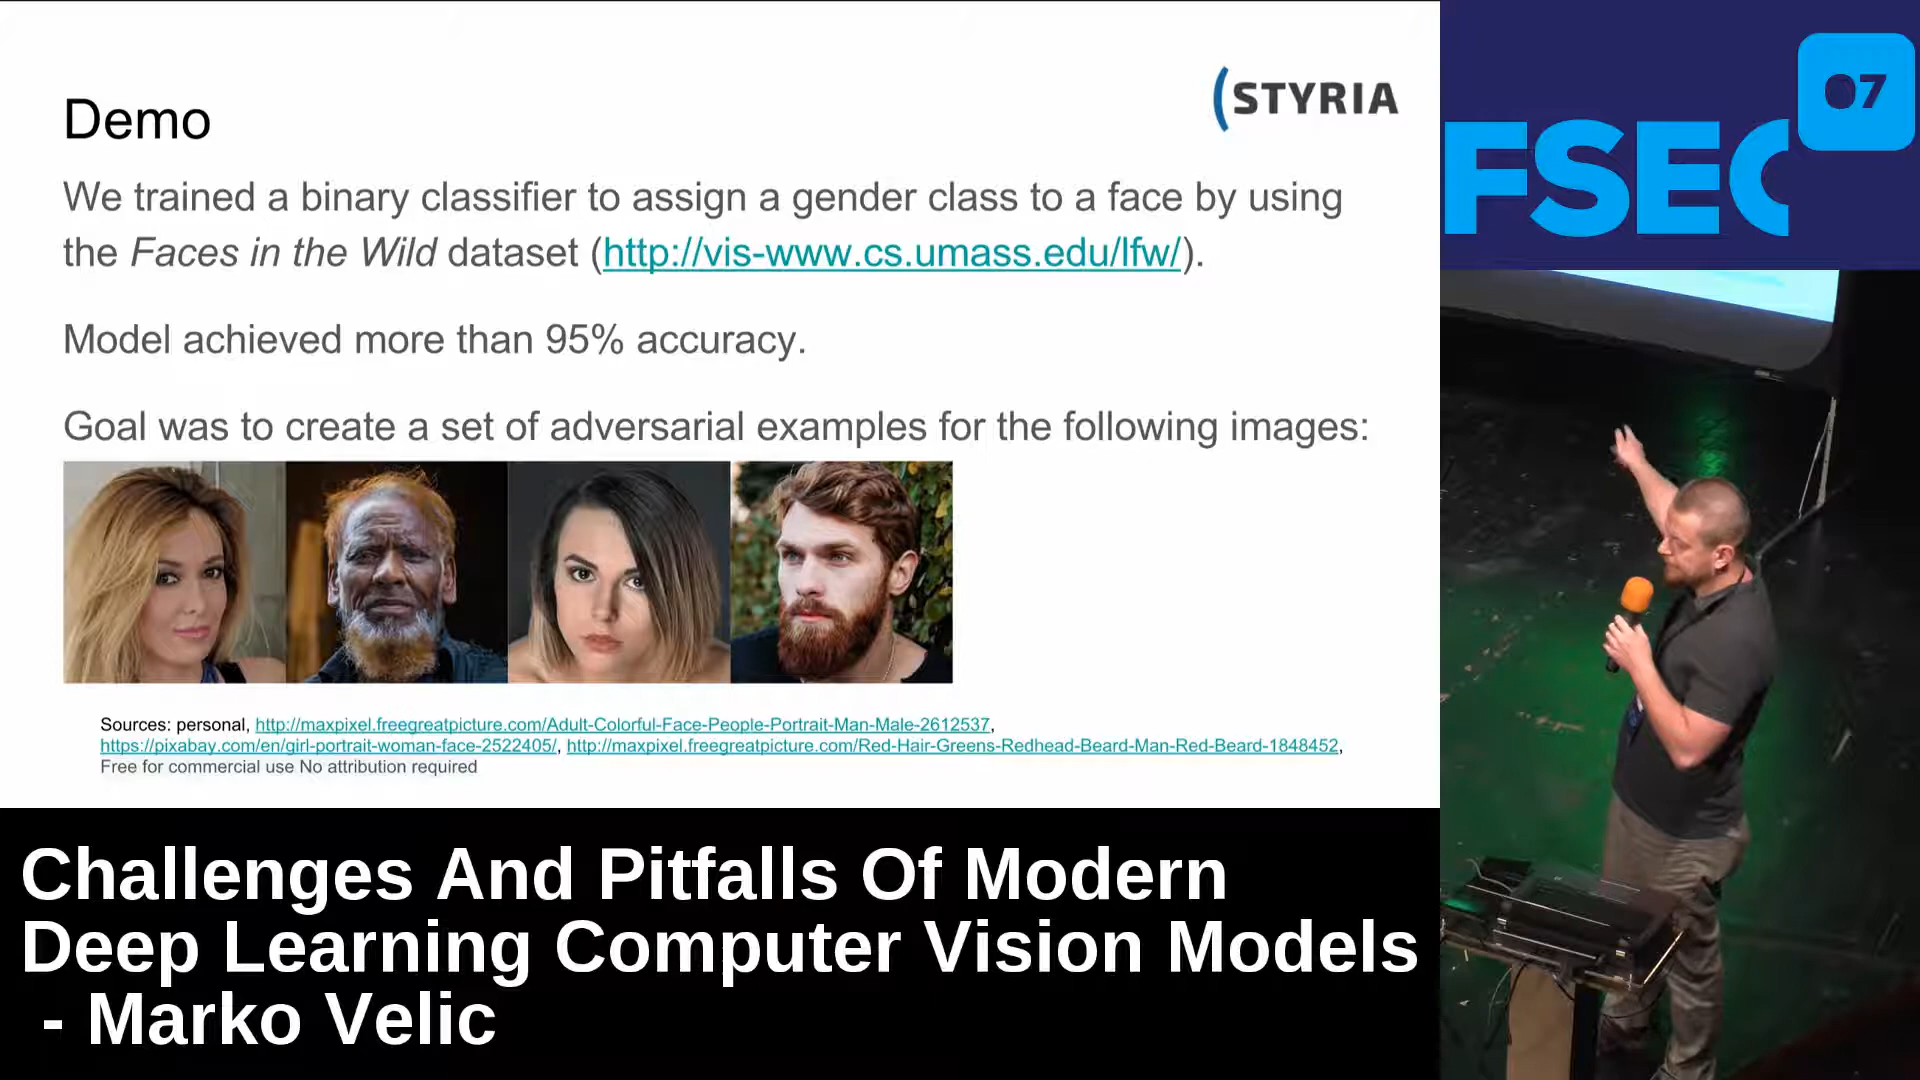 Demo
(STYRIA
We trained a binary classifier to assign a gender class to a face by using
the Faces in the Wild dataset (http://vis-www.cs.umass.edu/lfw/).
Model achieved more than 95% accuracy.
Goal was to create a set of adversarial examples for the following images:
Sources: personal, http://maxpixel.freegreatpicture.com/Adult-Colorful-Face-People-Portrait-Man-Male-2612537,
https://pixabay.com/en/girl-portrait-woman-face-2522405/, http://maxpixel.freegreatpicture.com/Red-Hair-Greens-Redhead-Beard-Man-Red-Beard-1848452,
Free for commercial use No attribution required
07
FSEC
Challenges And Pitfalls Of Modern
Deep Learning Computer Vision Models
- Marko Velic